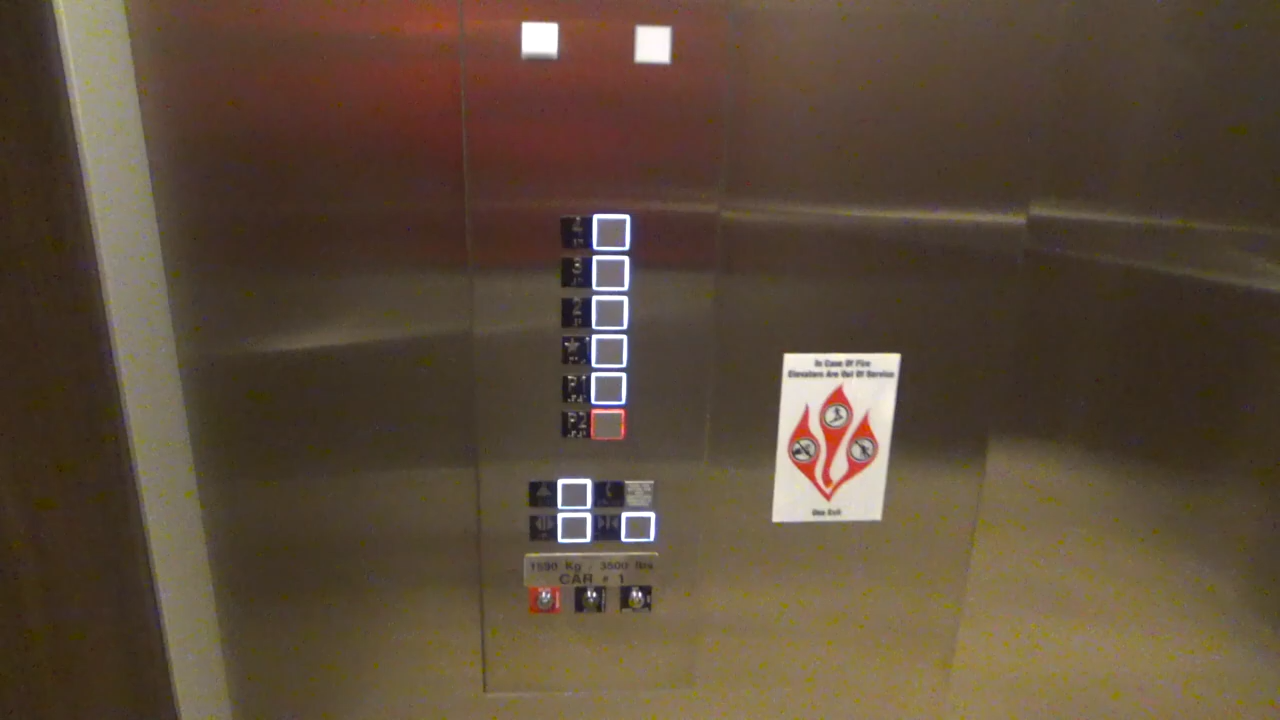 4
3
2
P1
P2
1590 Kg / 3500 lbs
CAR # 1
In Case Of Fire
Elevators Are Out Of Service
Use Exit